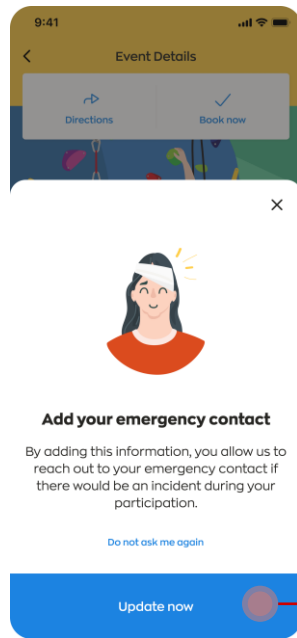 9:41
Event Details
Directions
Book now
Add your emergency contact
By adding this information, you allow us to
reach out to your emergency contact if
there would be an incident during your
participation.
Do not ask me again
Update now